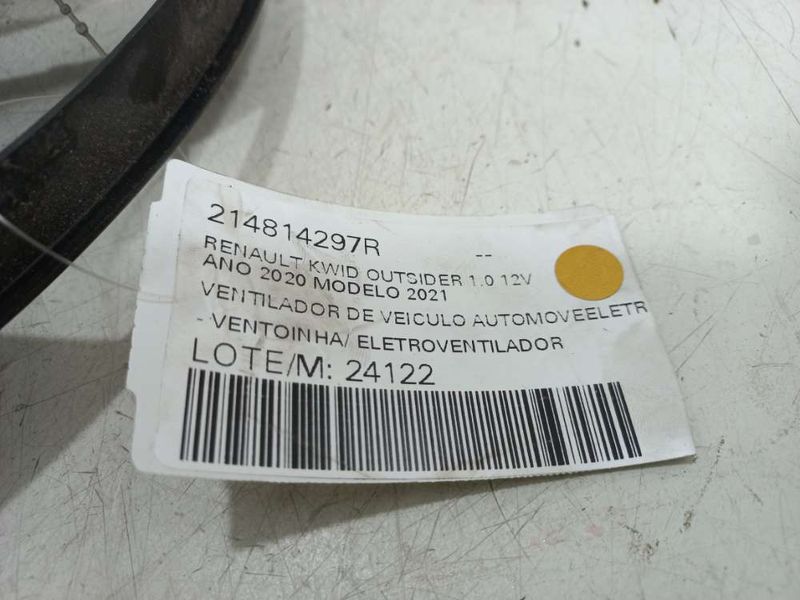 214814297R --
RENAULT KWID OUTSIDER 1.0 12V
ANO 2020 MODELO 2021
VENTILADOR DE VEICULO AUTOMOVEELETR
- VENTOINHA/ ELETROVENTILADOR
LOTE/M: 24122